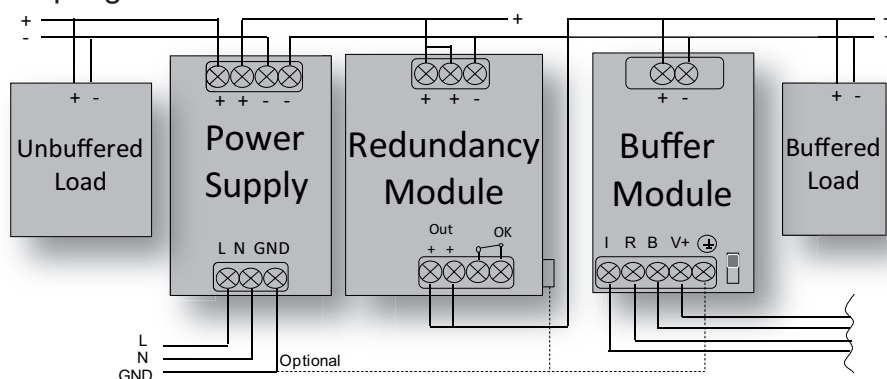 + +
-
+ - + + - - + + - + - + -
Unbuffered
Load
Power
Supply
Redundancy
Module
Buffer
Module
Buffered
Load
L N GND
Out OK
+ +
I R B V+
L
N
GND
Optional